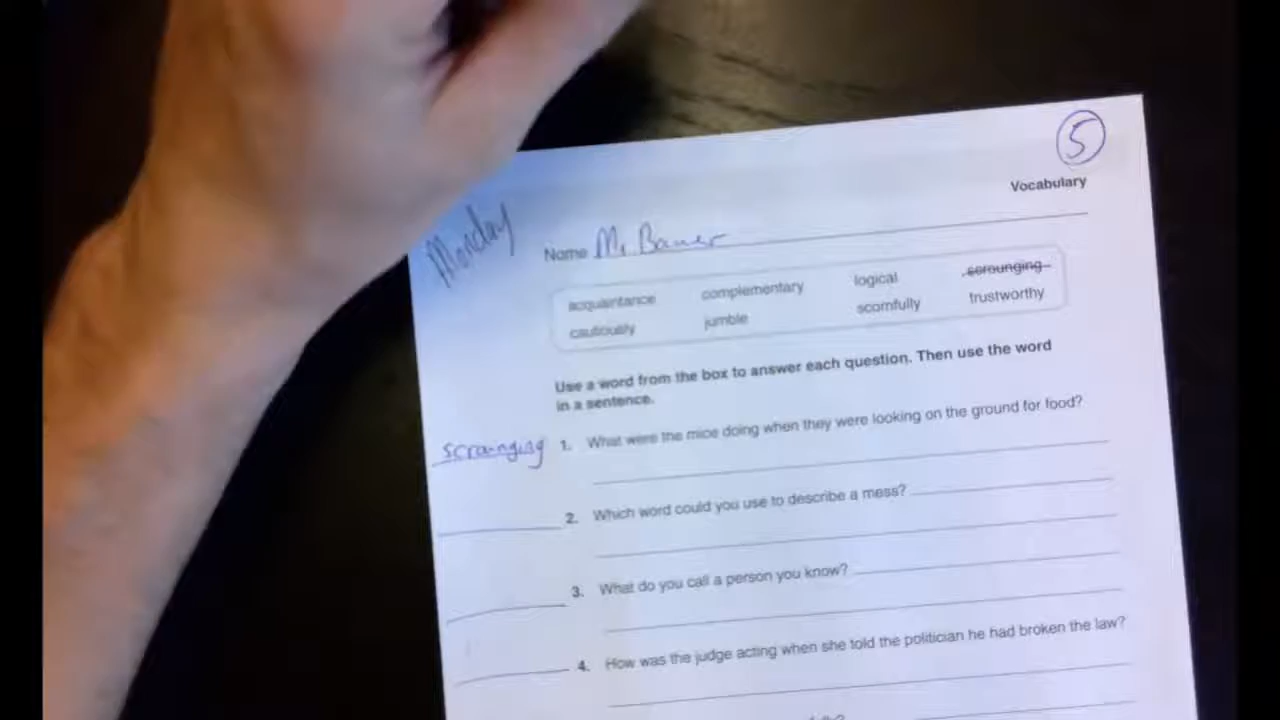 5
Vocabulary
Monday
Name Mr Bauer
acquaintance complementary logical scrounging
cautiously jumble scornfully trustworthy
Use a word from the box to answer each question. Then use the word
in a sentence.
scrounging 1. What were the mice doing when they were looking on the ground for food?
2. Which word could you use to describe a mess?
3. What do you call a person you know?
4. How was the judge acting when she told the politician he had broken the law?